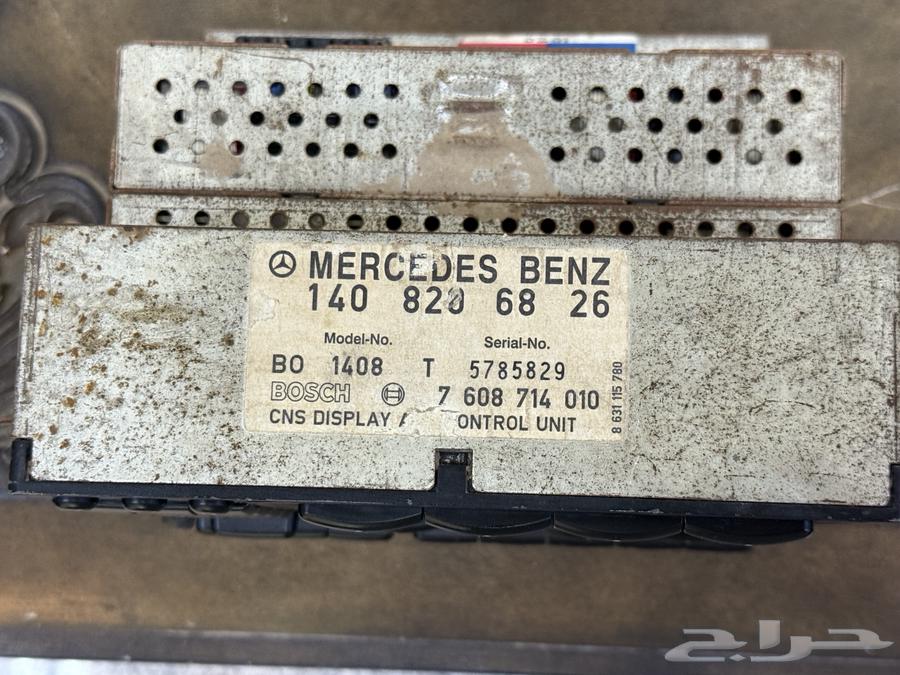 MERCEDES BENZ
140 820 68 26
Model-No. Serial-No.
BO 1408 T 5785829
BOSCH 7 608 714 010
CNS DISPLAY A ONTROL UNIT
8 631 115 780
حراج